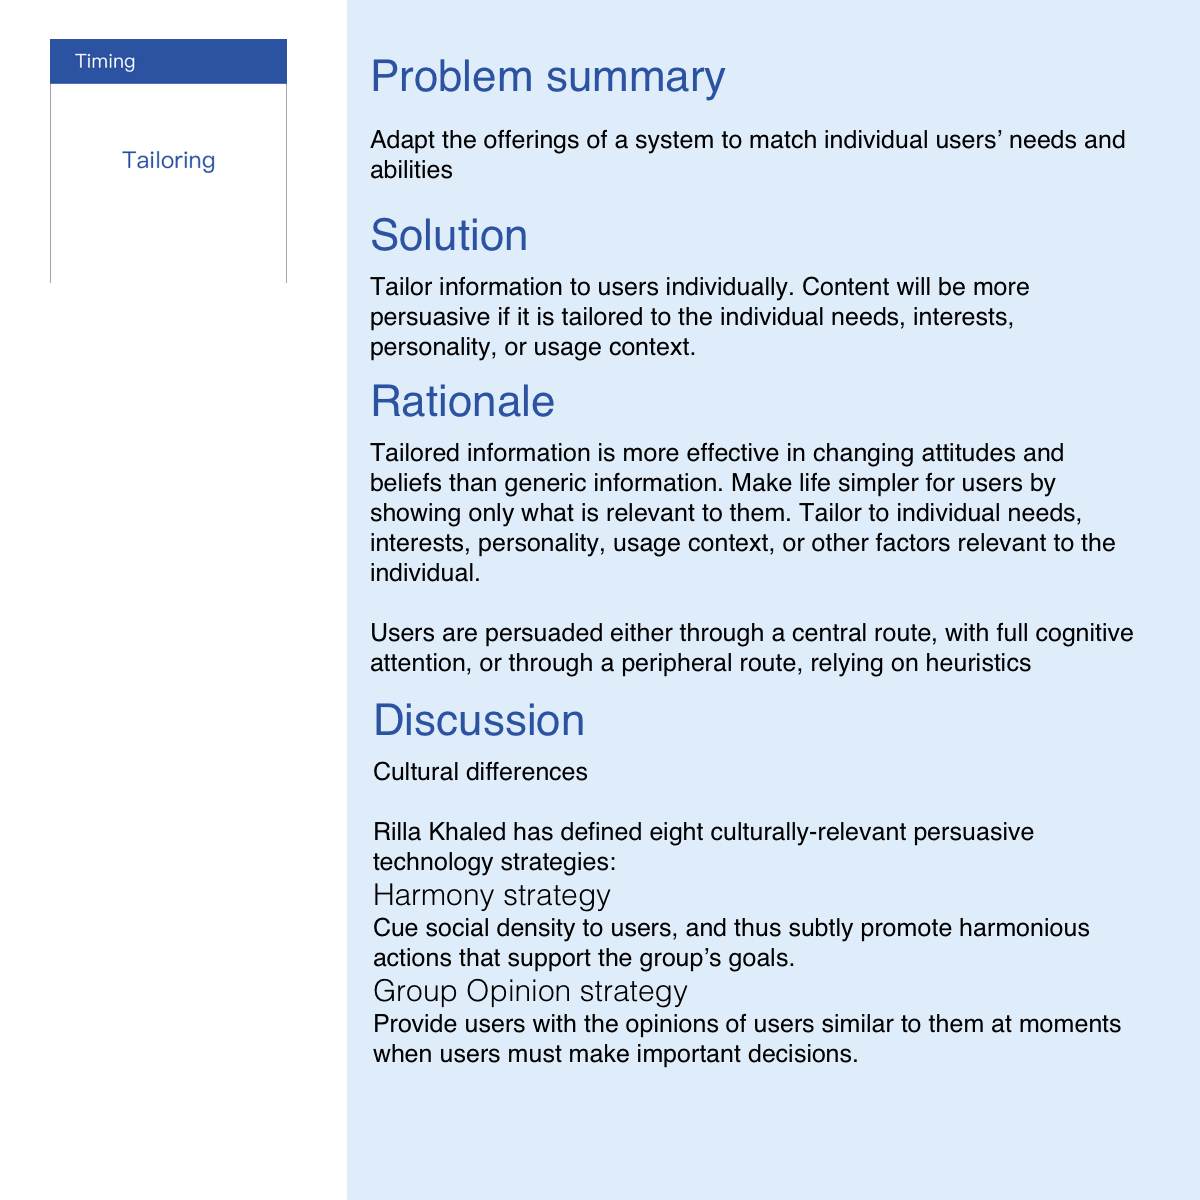 Timing
Tailoring
Problem summary
Adapt the offerings of a system to match individual users’ needs and
abilities
Solution
Tailor information to users individually. Content will be more
persuasive if it is tailored to the individual needs, interests,
personality, or usage context.
Rationale
Tailored information is more effective in changing attitudes and
beliefs than generic information. Make life simpler for users by
showing only what is relevant to them. Tailor to individual needs,
interests, personality, usage context, or other factors relevant to the
individual.
Users are persuaded either through a central route, with full cognitive
attention, or through a peripheral route, relying on heuristics
Discussion
Cultural differences
Rilla Khaled has defined eight culturally-relevant persuasive
technology strategies:
Harmony strategy
Cue social density to users, and thus subtly promote harmonious
actions that support the group’s goals.
Group Opinion strategy
Provide users with the opinions of users similar to them at moments
when users must make important decisions.